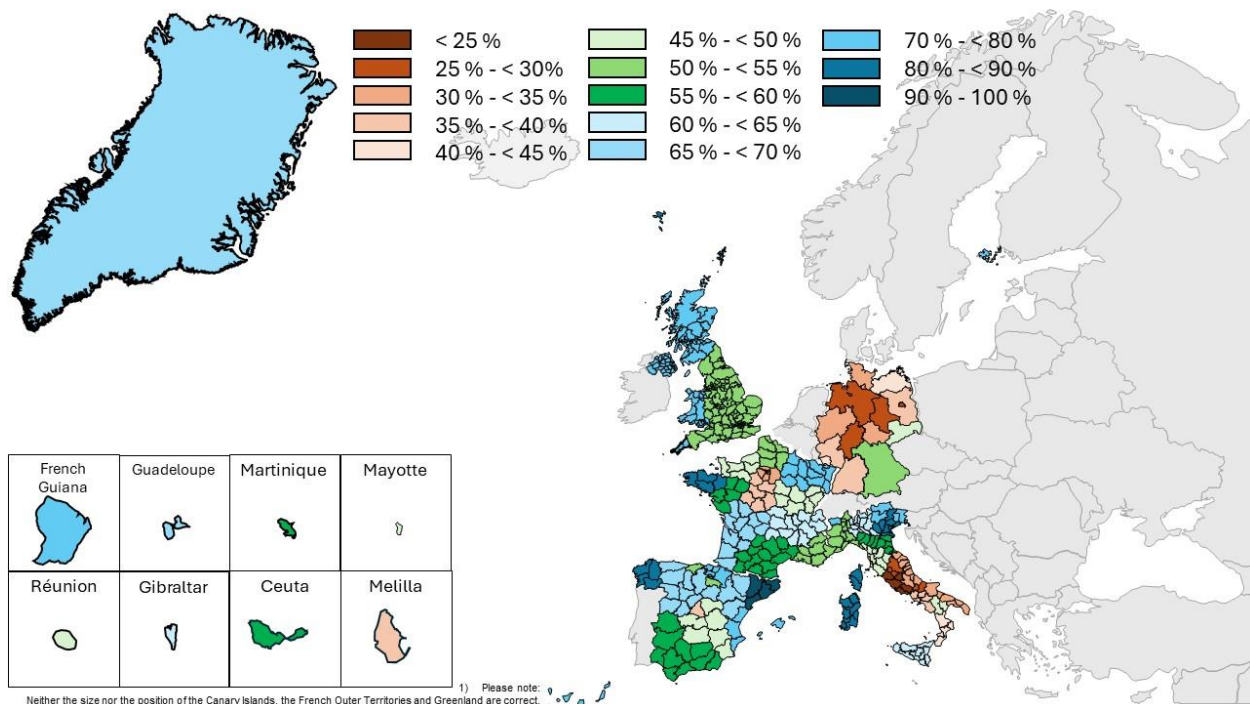 < 25 %
25 % - < 30%
30 % - < 35%
35 % - < 40%
40 % - < 45%
45 % - < 50%
50 % - < 55%
55 % - < 60%
60 % - < 65%
65 % - < 70%
70 % - < 80 %
80 % - < 90%
90 % - 100 %
French
Guiana
Guadeloupe
Martinique
Mayotte
Réunion
Gibraltar
Ceuta
Melilla
1) Please note:
Neither the size nor the position of the Canary Islands, the French Outer Territories and Greenland are correct.